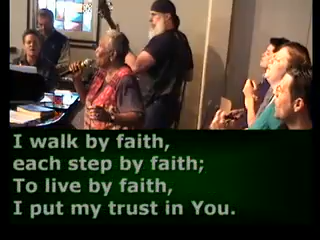 I walk by faith,
each step by faith;
To live by faith,
I put my trust in You.